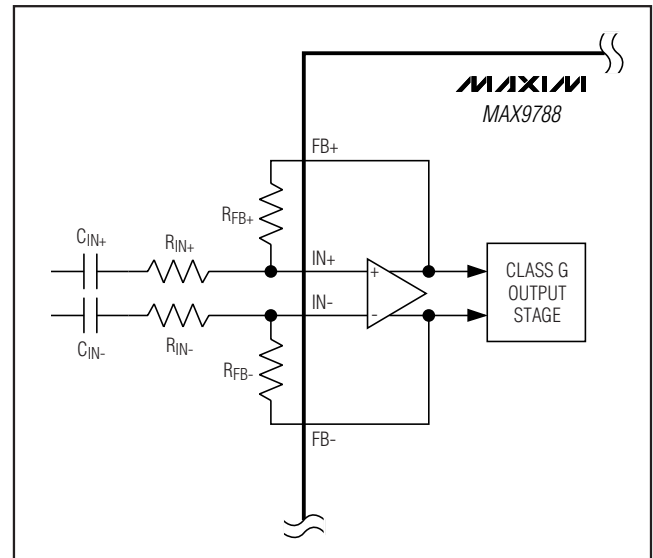 MAXIM
MAX9788
FB+
RFB+
CIN+
RIN+
IN+
+
CLASS G
OUTPUT
STAGE
IN-
-
CIN-
RIN-
RFB-
FB-